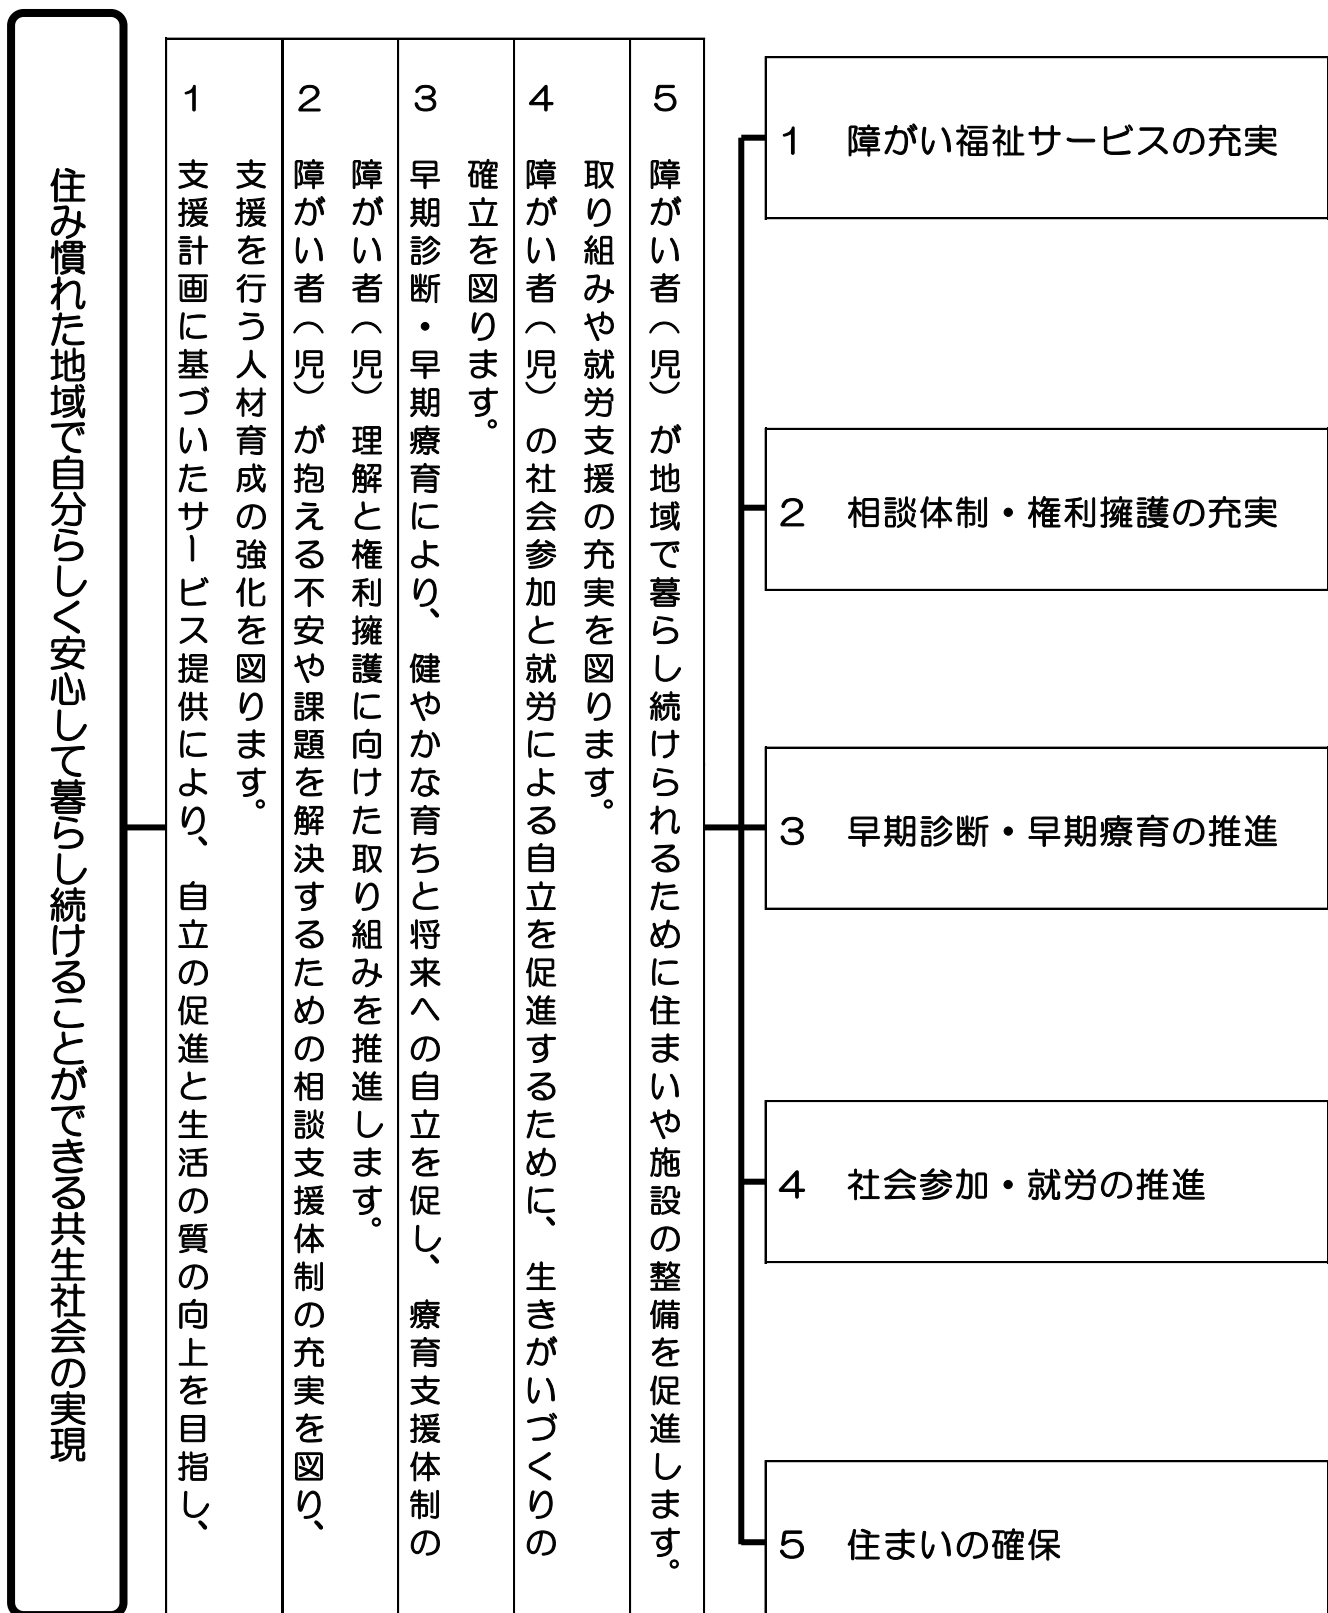 住み慣れた地域で自分らしく安心して暮らし続けることができる共生社会の実現
1　支援計画に基づいたサービス提供により、自立の促進と生活の質の向上を目指し、
支援を行う人材育成の強化を図ります。
2　障がい者（児）が抱える不安や課題を解決するための相談支援体制の充実を図り、
障がい者（児）理解と権利擁護に向けた取り組みを推進します。
3　早期診断・早期療育により、健やかな育ちと将来への自立を促し、療育支援体制の
確立を図ります。
4　障がい者（児）の社会参加と就労による自立を促進するために、生きがいづくりの
取り組みや就労支援の充実を図ります。
5　障がい者（児）が地域で暮らし続けられるために住まいや施設の整備を促進します。
1　障がい福祉サービスの充実
2　相談体制・権利擁護の充実
3　早期診断・早期療育の推進
4　社会参加・就労の推進
5　住まいの確保